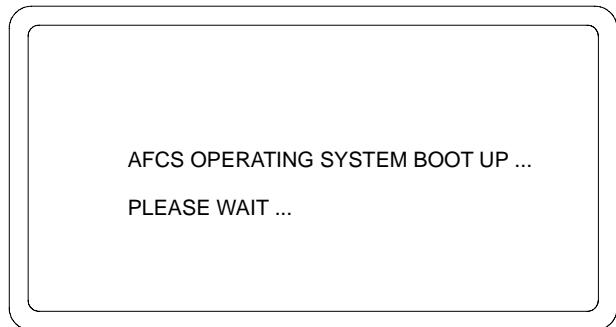 AFCS OPERATING SYSTEM BOOT UP ...
PLEASE WAIT ...